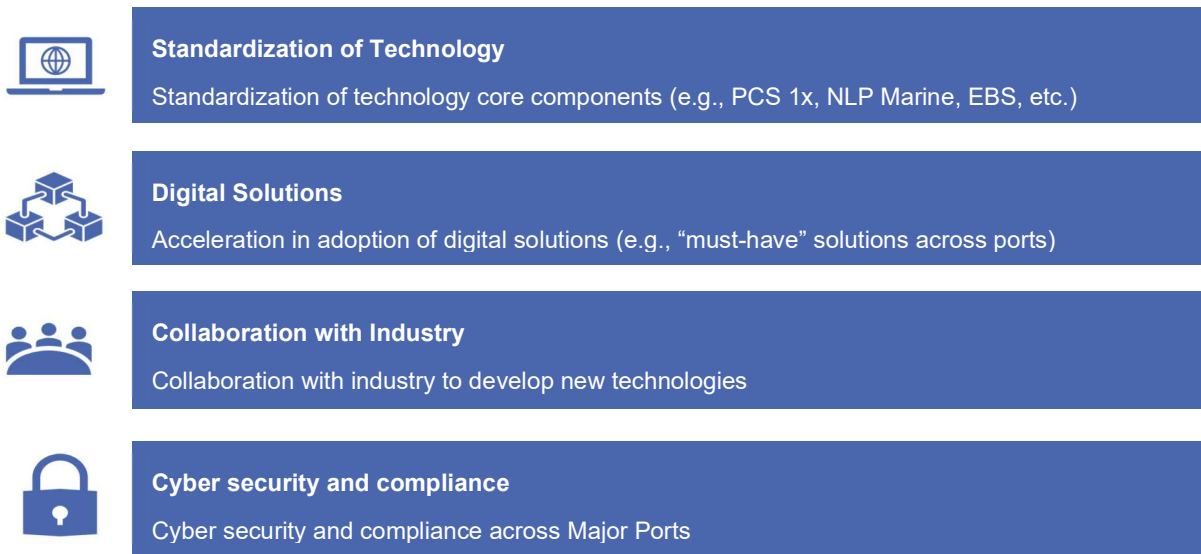 Standardization of Technology
Standardization of technology core components (e.g., PCS 1x, NLP Marine, EBS, etc.)
Digital Solutions
Acceleration in adoption of digital solutions (e.g., “must-have” solutions across ports)
Collaboration with Industry
Collaboration with industry to develop new technologies
Cyber security and compliance
Cyber security and compliance across Major Ports